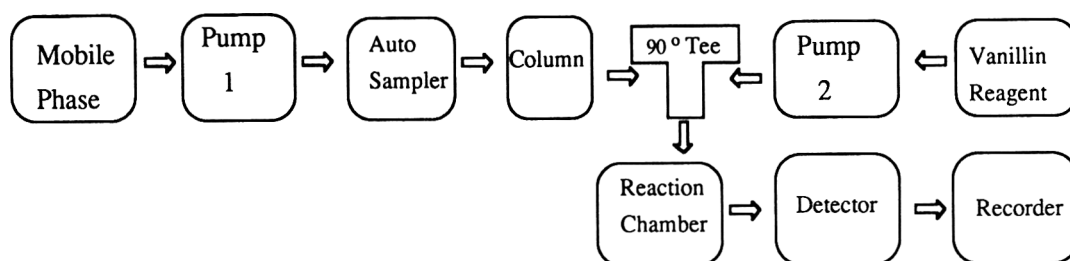 Mobile
Phase
Pump
1
Auto
Sampler
Column
90 o Tee
Pump
2
Vanillin
Reagent
Reaction
Chamber
Detector
Recorder